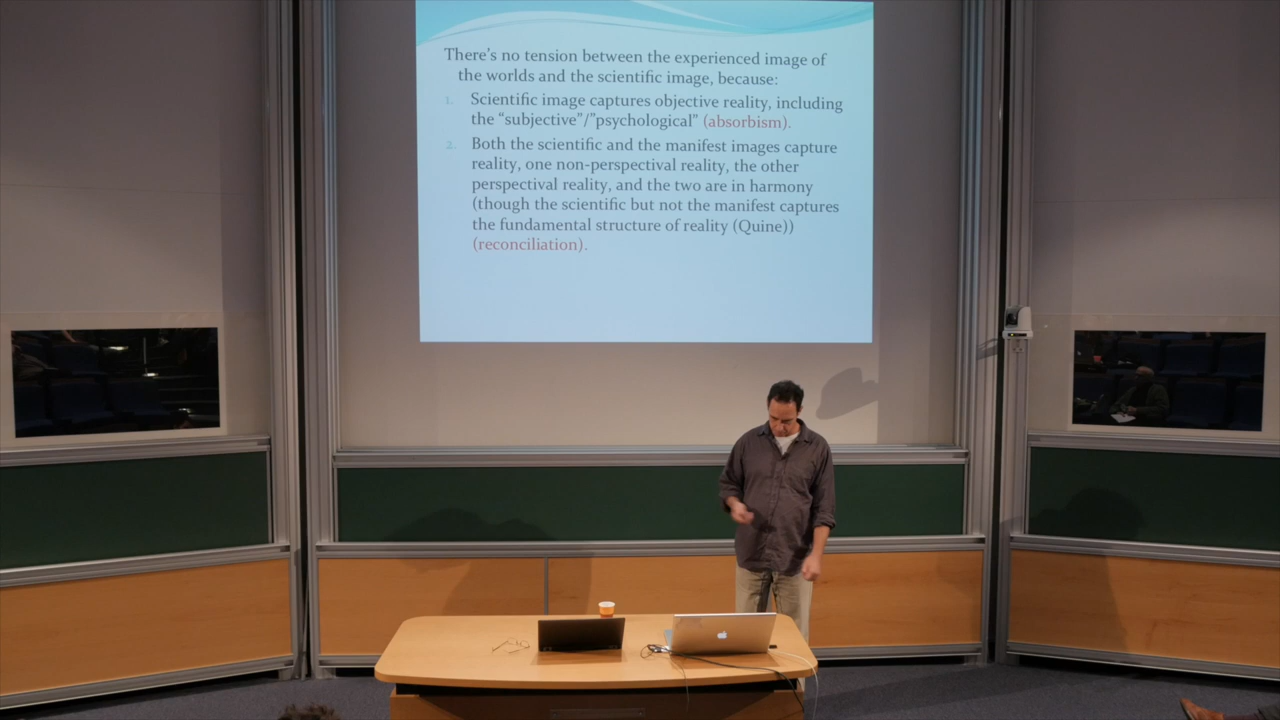 There's no tension between the experienced image of
the worlds and the scientific image, because:
1. Scientific image captures objective reality, including
the "subjective"/"psychological" (absorbism).
2. Both the scientific and the manifest images capture
reality, one non-perspectival reality, the other
perspectival reality, and the two are in harmony
(though the scientific but not the manifest captures
the fundamental structure of reality (Quine))
(reconciliation).